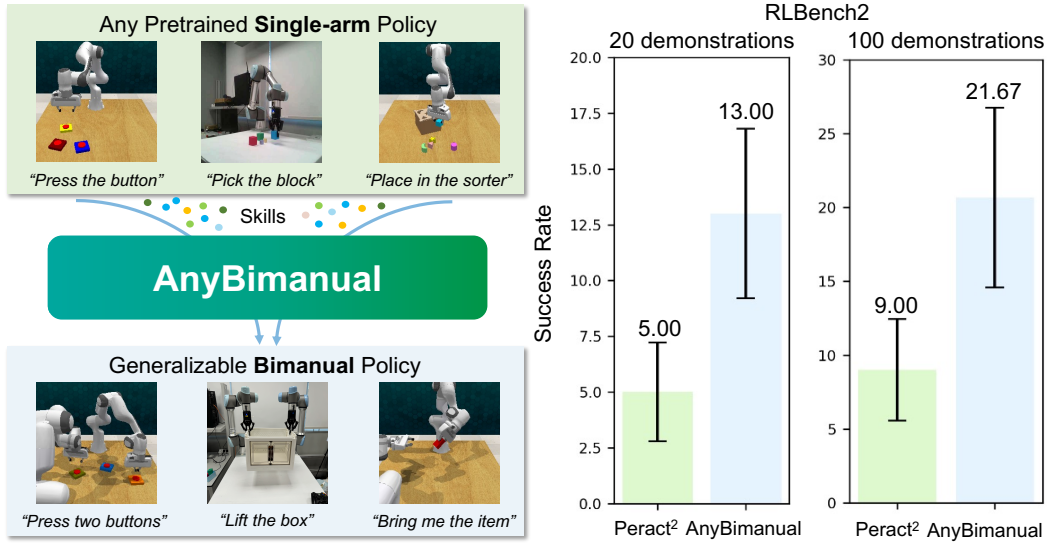 Any Pretrained Single-arm Policy
“Press the button”
“Pick the block”
“Place in the sorter”
Skills
AnyBimanual
Generalizable Bimanual Policy
“Press two buttons”
“Lift the box”
“Bring me the item”
RLBench2
20 demonstrations
100 demonstrations
Success Rate
20.0
17.5
15.0
12.5
10.0
7.5
5.0
2.5
0.0
5.00
13.00
Peract²
AnyBimanual
30
25
20
15
10
5
0
9.00
21.67
Peract²
AnyBimanual